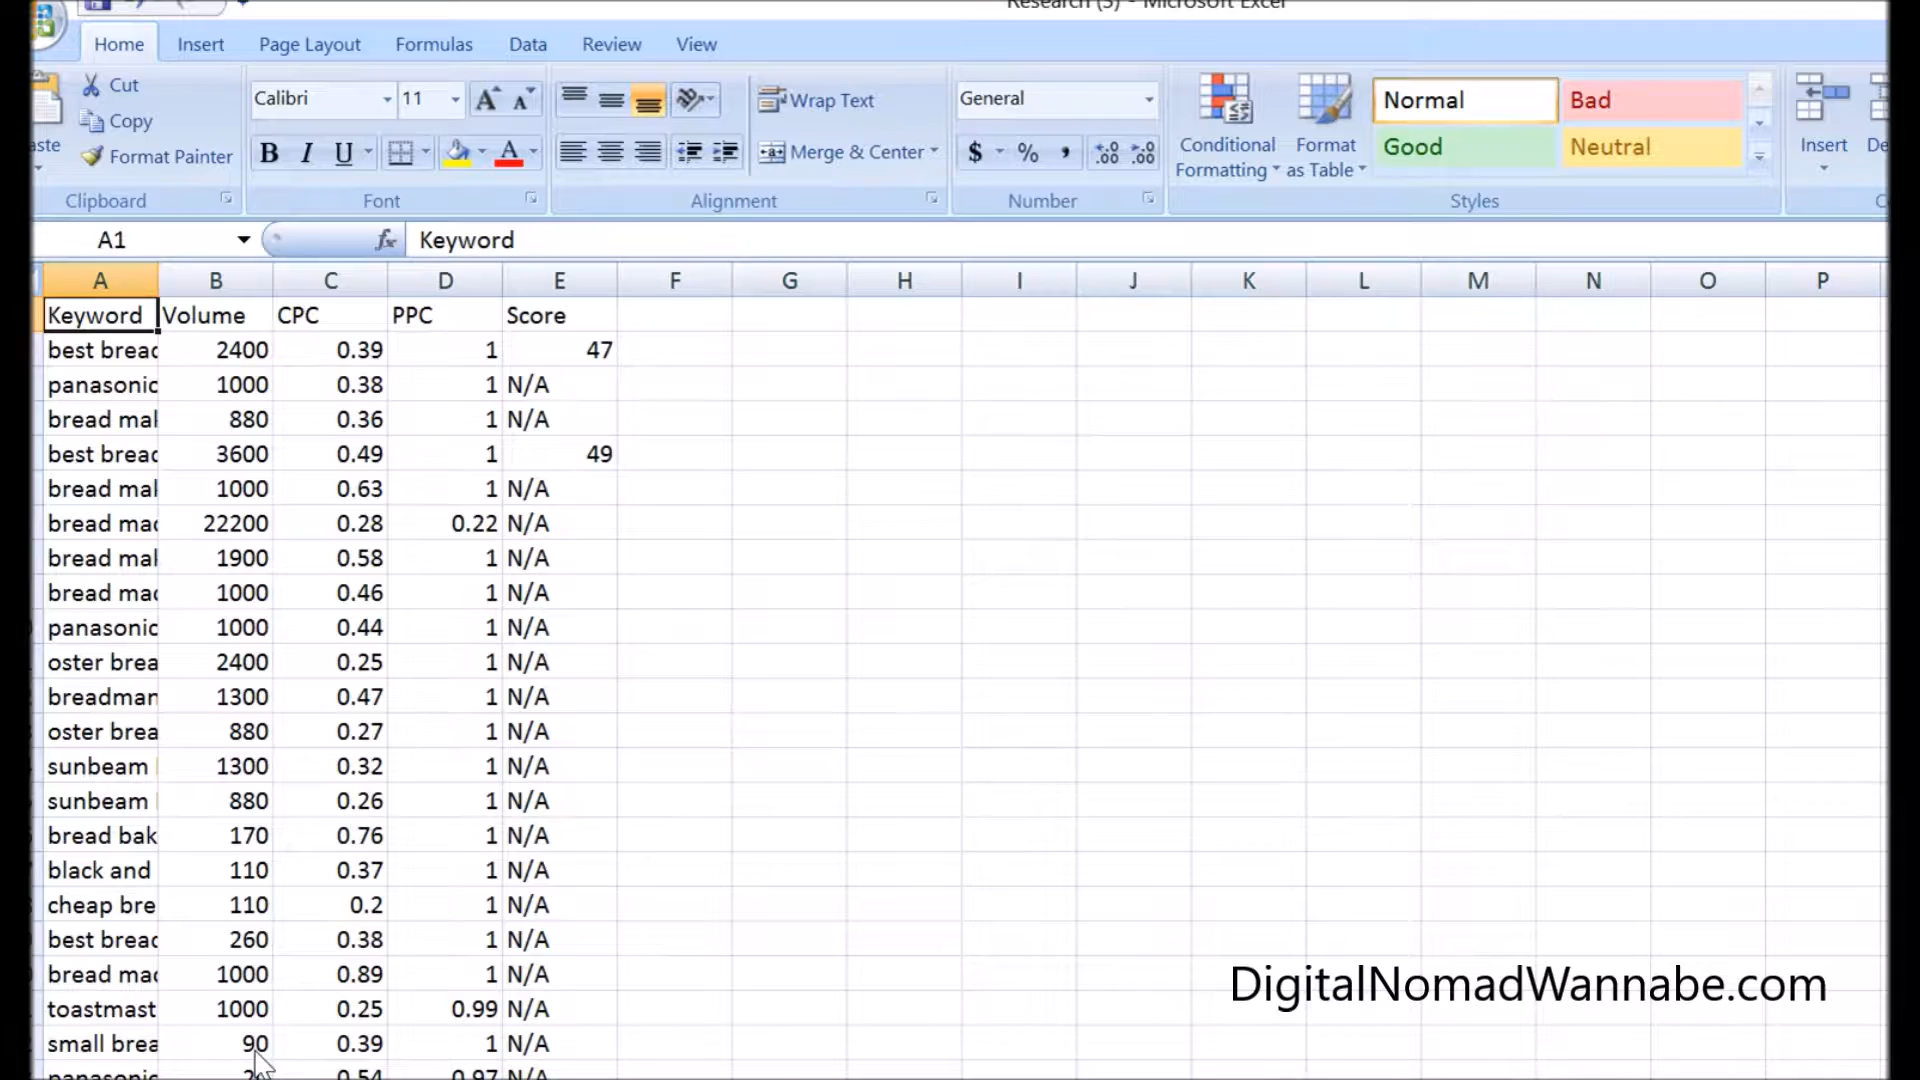 Research (3) - Microsoft Excel
Home Insert Page Layout Formulas Data Review View
Cut
Copy
Format Painter
Clipboard
Calibri 11
B I U A
Font
Wrap Text
Merge & Center
Alignment
General
$ % ,
Number
Conditional Formatting
Format as Table
Normal Bad
Good Neutral
Styles
Insert
A1 fx Keyword
A B C D E F G H I J K L M N O P
Keyword Volume CPC PPC Score
best bread 2400 0.39 1 47
panasonic 1000 0.38 1 N/A
bread mak 880 0.36 1 N/A
best bread 3600 0.49 1 49
bread mak 1000 0.63 1 N/A
bread mac 22200 0.28 0.22 N/A
bread mak 1900 0.58 1 N/A
bread mac 1000 0.46 1 N/A
panasonic 1000 0.44 1 N/A
oster brea 2400 0.25 1 N/A
breadman 1300 0.47 1 N/A
oster brea 880 0.27 1 N/A
sunbeam 1300 0.32 1 N/A
sunbeam 880 0.26 1 N/A
bread bak 170 0.76 1 N/A
black and 110 0.37 1 N/A
cheap bre 110 0.2 1 N/A
best bread 260 0.38 1 N/A
bread mac 1000 0.89 1 N/A
toastmast 1000 0.25 0.99 N/A
small brea 90 0.39 1 N/A
panasonic 0.54 0.97 N/A
DigitalNomadWannabe.com